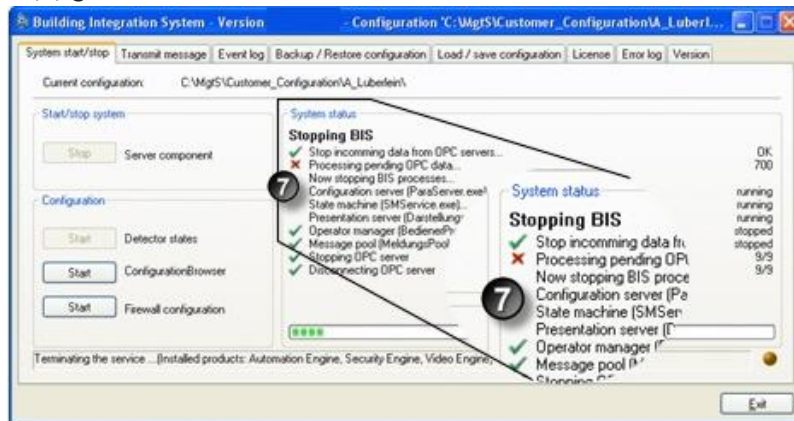 Building Integration System - Version - Configuration 'C:\MgtS\Customer_Configuration\A_Luberl...
System start/stop Transmit message Event log Backup / Restore configuration Load / save configuration License Error log Version
Current configuration: C:\MgtS\Customer_Configuration\A_Luberlein\
Start/stop system
Stop Server component
Configuration
Start Detector states
Start ConfigurationBrowser
Start Firewall configuration
System status
Stopping BIS
Stop incomming data from OPC servers... OK
Processing pending OPC data... 700
Now stopping BIS processes...
Configuration server (ParaServer.exe) running
State machine (SMService.exe)... running
Presentation server (Darstellung running
Operator manager (BedienerPr stopped
Message pool (MeldungsPool stopped
Stopping OPC server 9/9
Disconnecting OPC server 9/9
7
System status
Stopping BIS
Stop incomming data fr
Processing pending OP
Now stopping BIS proce
Configuration server (Pa
State machine (SMSer
Presentation server (
Operator manager (
Message pool (M
Stopping
7
Terminating the service ...(Installed products: Automation Engine, Security Engine, Video Engine,
Exit